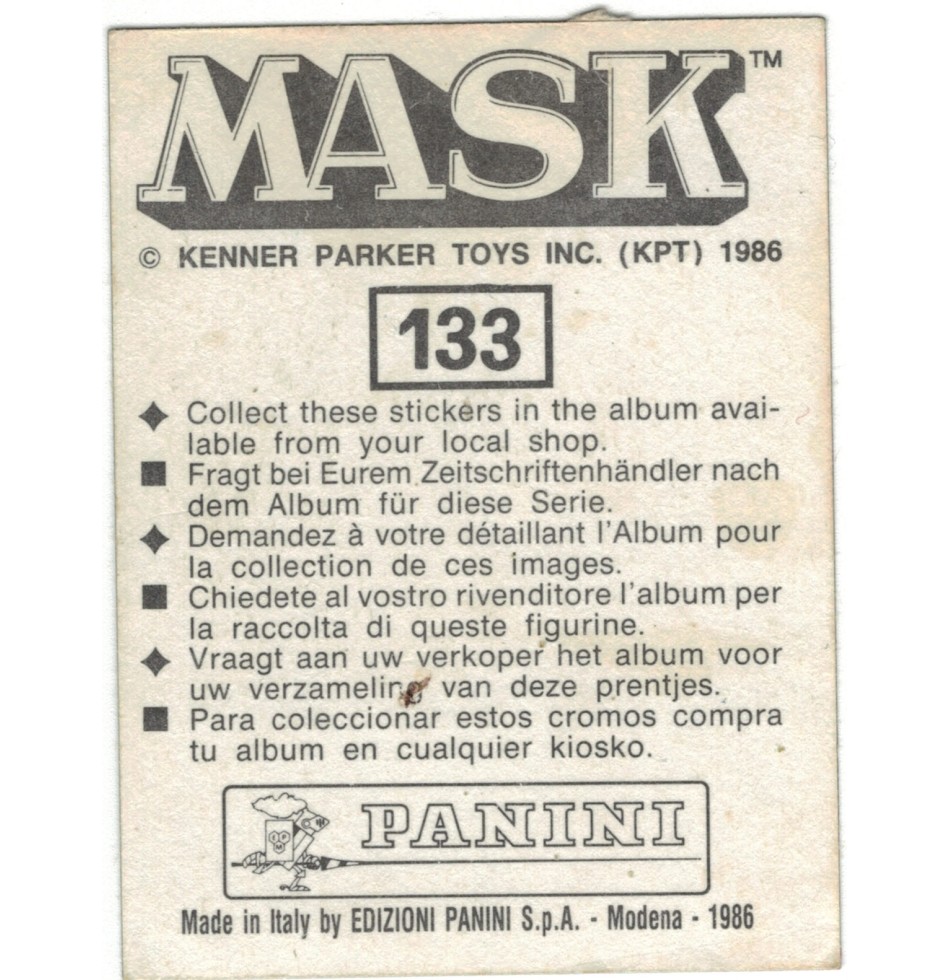 MASK™
© KENNER PARKER TOYS INC. (KPT) 1986
133
Collect these stickers in the album avai-
lable from your local shop.
Fragt bei Eurem Zeitschriftenhändler nach
dem Album für diese Serie.
Demandez à votre détaillant l'Album pour
la collection de ces images.
Chiedete al vostro rivenditore l'album per
la raccolta di queste figurine.
Vraagt aan uw verkoper het album voor
uw verzameling van deze prentjes.
Para coleccionar estos cromos compra
tu album en cualquier kiosko.
PANINI
Made in Italy by EDIZIONI PANINI S.p.A. - Modena - 1986